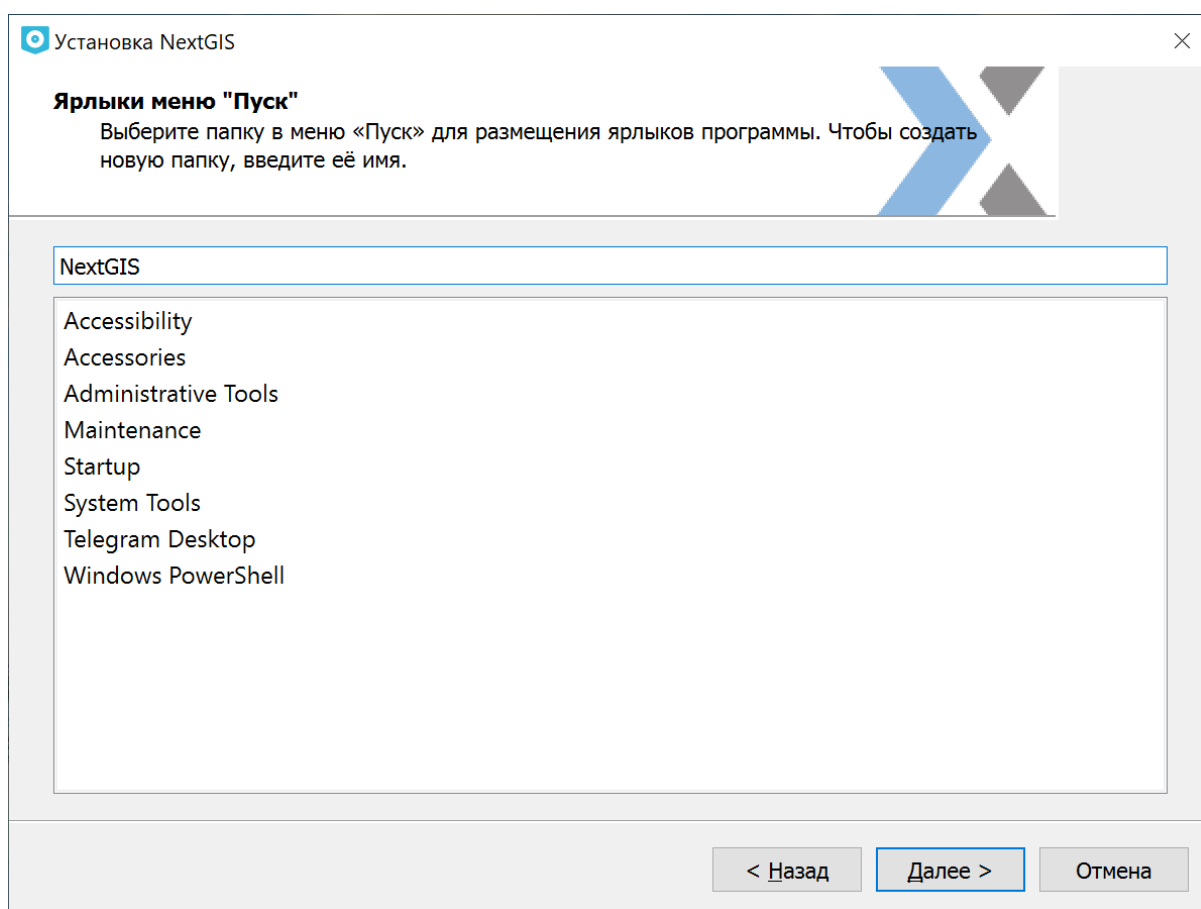 Установка NextGIS
Ярлыки меню "Пуск"
Выберите папку в меню «Пуск» для размещения ярлыков программы. Чтобы создать
новую папку, введите её имя.
NextGIS
Accessibility
Accessories
Administrative Tools
Maintenance
Startup
System Tools
Telegram Desktop
Windows PowerShell
< Назад
Далее >
Отмена